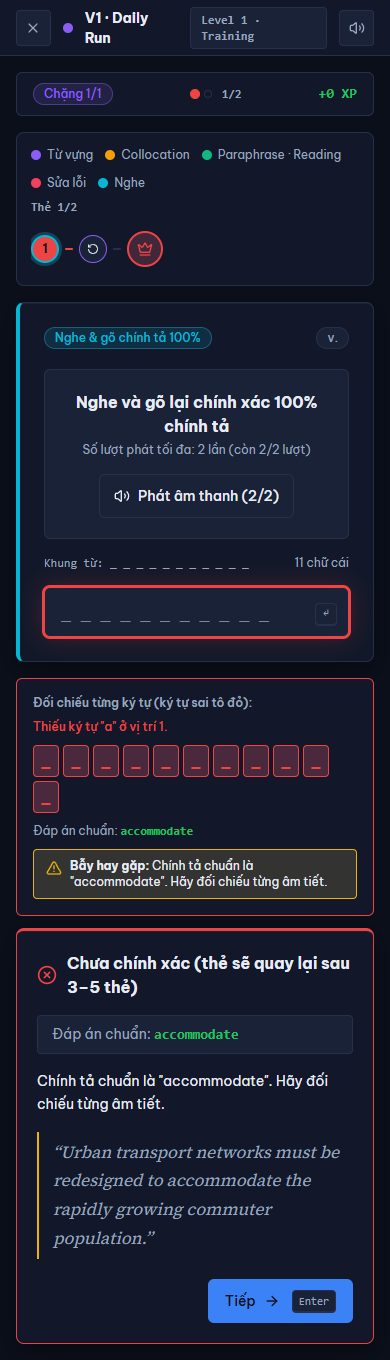 V1 · Daily
Run
Level 1 ·
Training
Chặng 1/1
1/2
+0 XP
Từ vựng
Collocation
Paraphrase · Reading
Sửa lỗi
Nghe
Thẻ 1/2
1
Nghe & gõ chính tả 100%
v.
Nghe và gõ lại chính xác 100%
chính tả
Số lượt phát tối đa: 2 lần (còn 2/2 lượt)
Phát âm thanh (2/2)
Khung từ: _ _ _ _ _ _ _ _ _ _ _
11 chữ cái
_ _ _ _ _ _ _ _ _ _ _
Đối chiếu từng ký tự (ký tự sai tô đỏ):
Thiếu ký tự "a" ở vị trí 1.
_ _ _ _ _ _ _ _ _ _
_
Đáp án chuẩn: accommodate
Bẫy hay gặp: Chính tả chuẩn là
"accommodate". Hãy đối chiếu từng âm tiết.
Chưa chính xác (thẻ sẽ quay lại sau
3–5 thẻ)
Đáp án chuẩn: accommodate
Chính tả chuẩn là "accommodate". Hãy đối
chiếu từng âm tiết.
“Urban transport networks must be
redesigned to accommodate the
rapidly growing commuter
population.”
Tiếp → Enter